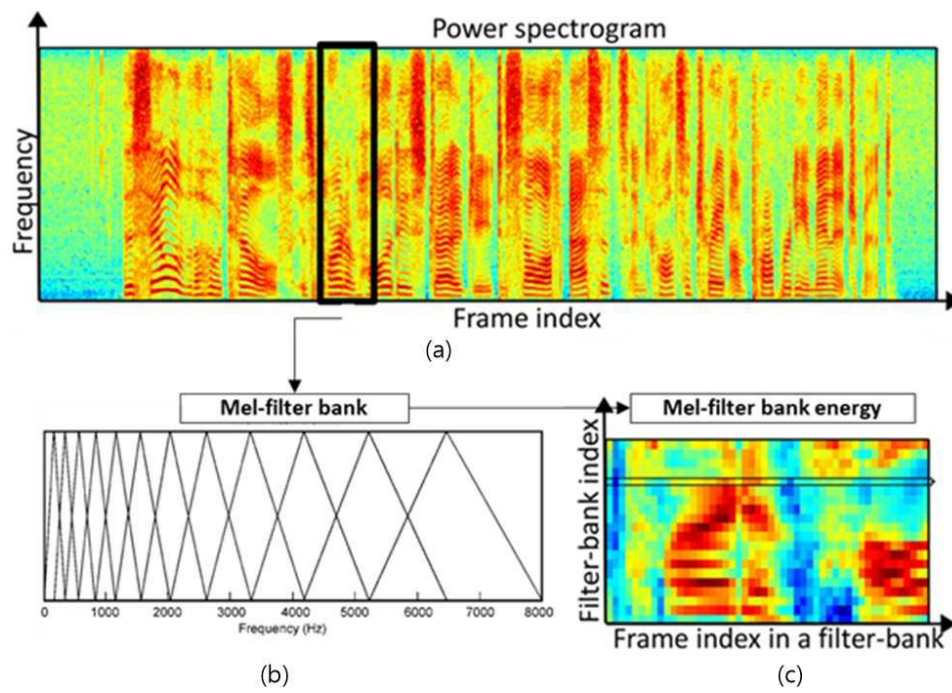 Power spectrogram
Frequency
Frame index
(a)
Mel-filter bank
Mel-filter bank energy
Filter-bank index
0 1000 2000 3000 4000 5000 6000 7000 8000
Frequency (Hz)
Frame index in a filter-bank
(b)
(c)